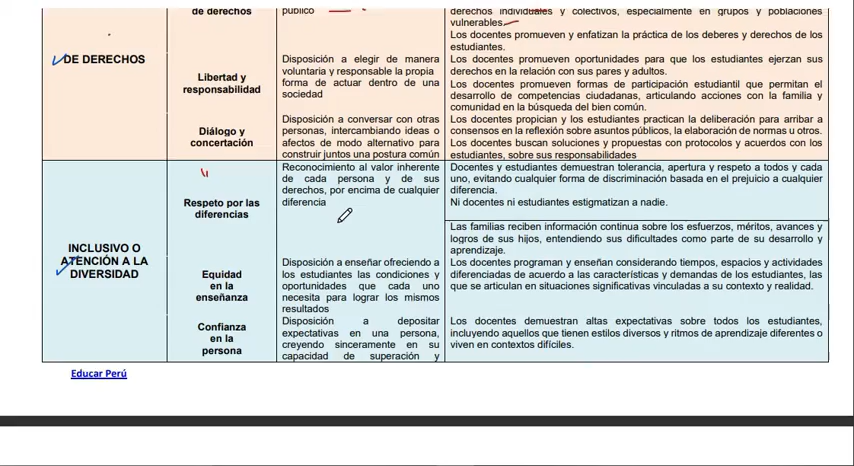 de derechos
público
derechos individuales y colectivos, especialmente en grupos y poblaciones
vulnerables
Los docentes promueven y enfatizan la práctica de los deberes y derechos de los
estudiantes.
DE DERECHOS
Libertad y
responsabilidad
Disposición a elegir de manera
voluntaria y responsable la propia
forma de actuar dentro de una
sociedad
Los docentes promueven oportunidades para que los estudiantes ejerzan sus
derechos en la relación con sus pares y adultos.
Los docentes promueven formas de participación estudiantil que permitan el
desarrollo de competencias ciudadanas, articulando acciones con la familia y
comunidad en la búsqueda del bien común.
Diálogo y
concertación
Disposición a conversar con otras
personas, intercambiando ideas o
afectos de modo alternativo para
construir juntos una postura común
Los docentes propician y los estudiantes practican la deliberación para arribar a
consensos en la reflexión sobre asuntos públicos, la elaboración de normas u otros.
Los docentes buscan soluciones y propuestas con protocolos y acuerdos con los
estudiantes, sobre sus responsabilidades
INCLUSIVO O
ATENCIÓN A LA
DIVERSIDAD
Respeto por las
diferencias
Reconocimiento al valor inherente
de cada persona y de sus
derechos, por encima de cualquier
diferencia
Docentes y estudiantes demuestran tolerancia, apertura y respeto a todos y cada
uno, evitando cualquier forma de discriminación basada en el prejuicio a cualquier
diferencia.
Ni docentes ni estudiantes estigmatizan a nadie.
Las familias reciben información continua sobre los esfuerzos, méritos, avances y
logros de sus hijos, entendiendo sus dificultades como parte de su desarrollo y
aprendizaje.
Equidad
en la
enseñanza
Disposición a enseñar ofreciendo a
los estudiantes las condiciones y
oportunidades que cada uno
necesita para lograr los mismos
resultados
Los docentes programan y enseñan considerando tiempos, espacios y actividades
diferenciadas de acuerdo a las características y demandas de los estudiantes, las
que se articulan en situaciones significativas vinculadas a su contexto y realidad.
Confianza
en la
persona
Disposición a depositar
expectativas en una persona,
creyendo sinceramente en su
capacidad de superación y
Los docentes demuestran altas expectativas sobre todos los estudiantes,
incluyendo aquellos que tienen estilos diversos y ritmos de aprendizaje diferentes o
viven en contextos difíciles.
Educar Perú